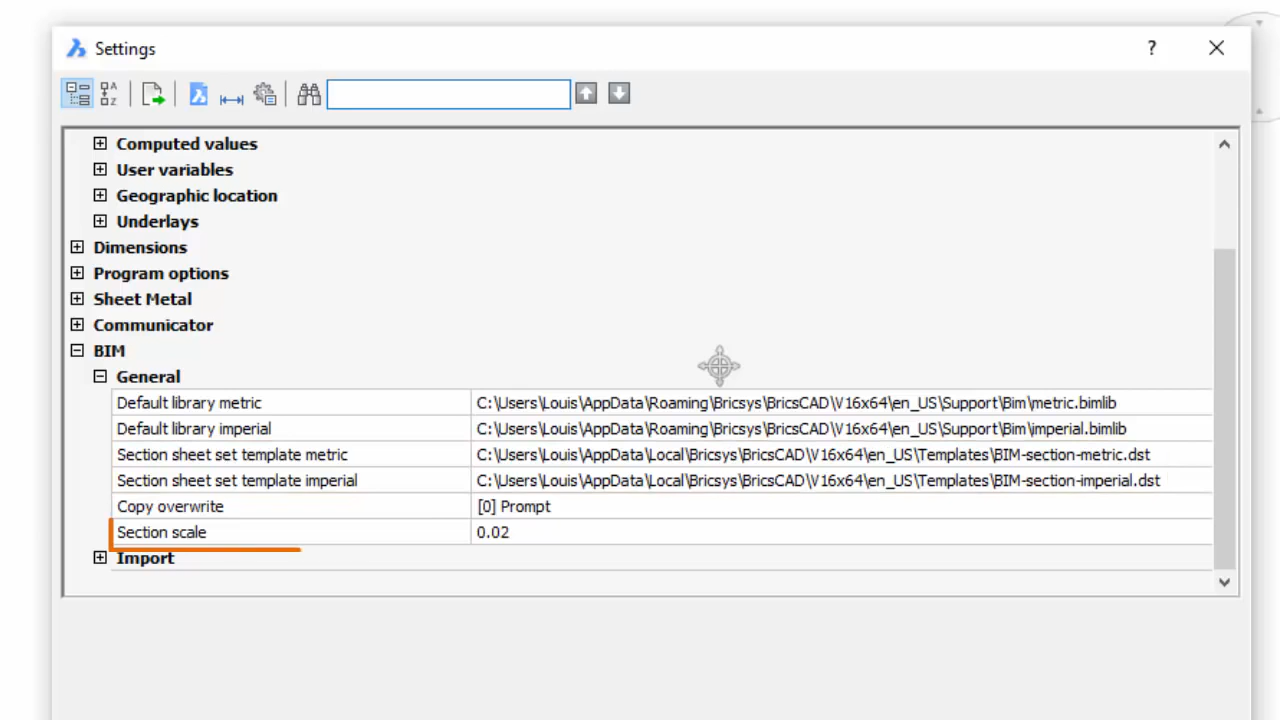 Settings
?
Computed values
User variables
Geographic location
Underlays
Dimensions
Program options
Sheet Metal
Communicator
BIM
General
Default library metric C:\Users\Louis\AppData\Roaming\Bricsys\BricsCAD\V16x64\en_US\Support\Bim\metric.bimlib
Default library imperial C:\Users\Louis\AppData\Roaming\Bricsys\BricsCAD\V16x64\en_US\Support\Bim\imperial.bimlib
Section sheet set template metric C:\Users\Louis\AppData\Local\Bricsys\BricsCAD\V16x64\en_US\Templates\BIM-section-metric.dst
Section sheet set template imperial C:\Users\Louis\AppData\Local\Bricsys\BricsCAD\V16x64\en_US\Templates\BIM-section-imperial.dst
Copy overwrite [0] Prompt
Section scale 0.02
Import